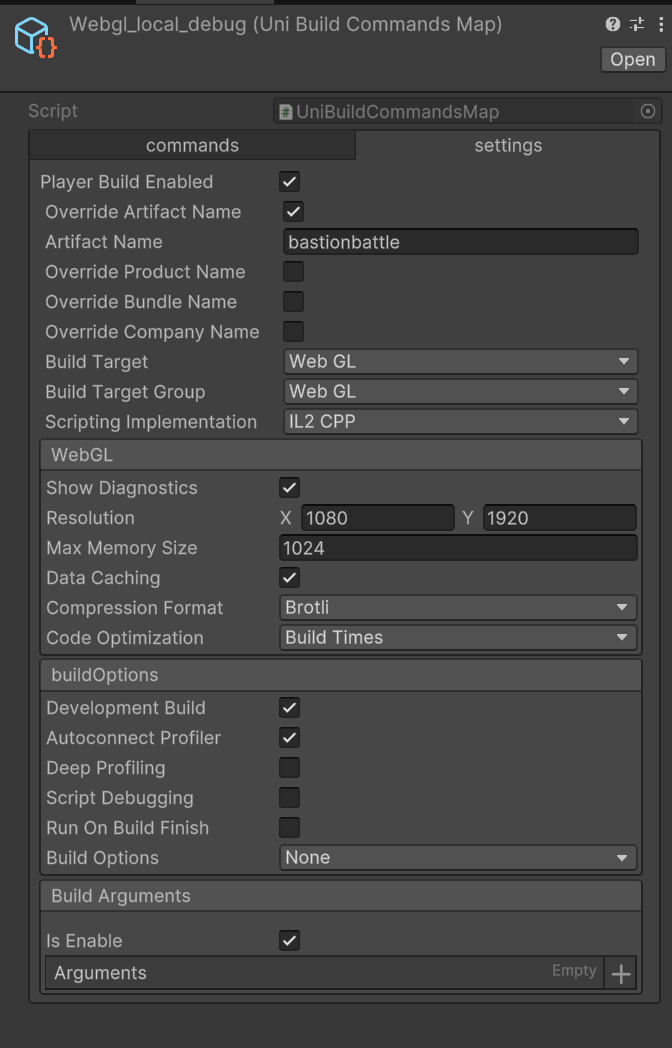 Webgl_local_debug (Uni Build Commands Map)
Open
Script UniBuildCommandsMap
commands settings
Player Build Enabled
Override Artifact Name
Artifact Name bastionbattle
Override Product Name
Override Bundle Name
Override Company Name
Build Target Web GL
Build Target Group Web GL
Scripting Implementation IL2 CPP
WebGL
Show Diagnostics
Resolution X 1080 Y 1920
Max Memory Size 1024
Data Caching
Compression Format Brotli
Code Optimization Build Times
buildOptions
Development Build
Autoconnect Profiler
Deep Profiling
Script Debugging
Run On Build Finish
Build Options None
Build Arguments
Is Enable
Arguments Empty